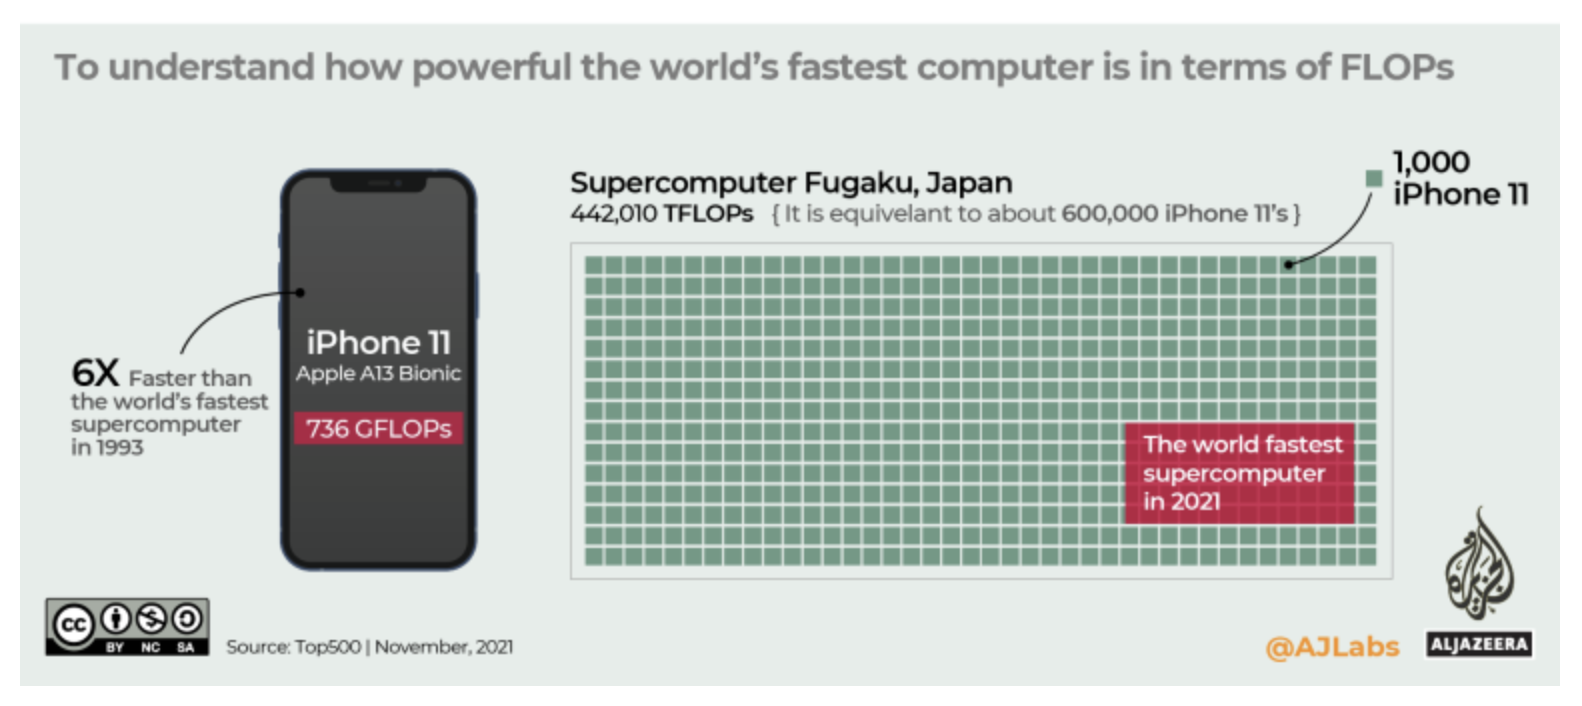 To understand how powerful the world's fastest computer is in terms of FLOPs
6X Faster than
the world's fastest
supercomputer
in 1993
iPhone 11
Apple A13 Bionic
736 GFLOPs
Supercomputer Fugaku, Japan
442,010 TFLOPs { It is equivelant to about 600,000 iPhone 11's }
1,000
iPhone 11
The world fastest
supercomputer
in 2021
cc
BY NC SA
Source: Top500 | November, 2021
@AJLabs
الجزيرة
ALJAZEERA